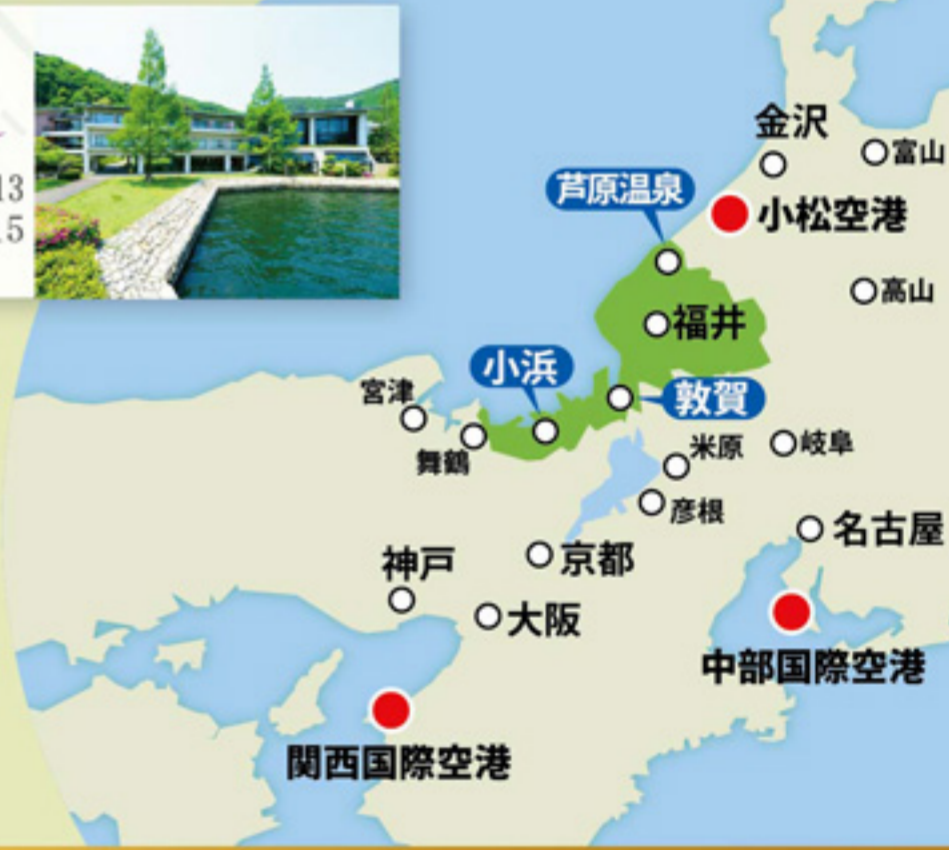 13
15
金沢
富山
芦原温泉
小松空港
高山
福井
小浜
敦賀
宮津
舞鶴
米原
岐阜
彦根
名古屋
京都
神戸
大阪
中部国際空港
関西国際空港